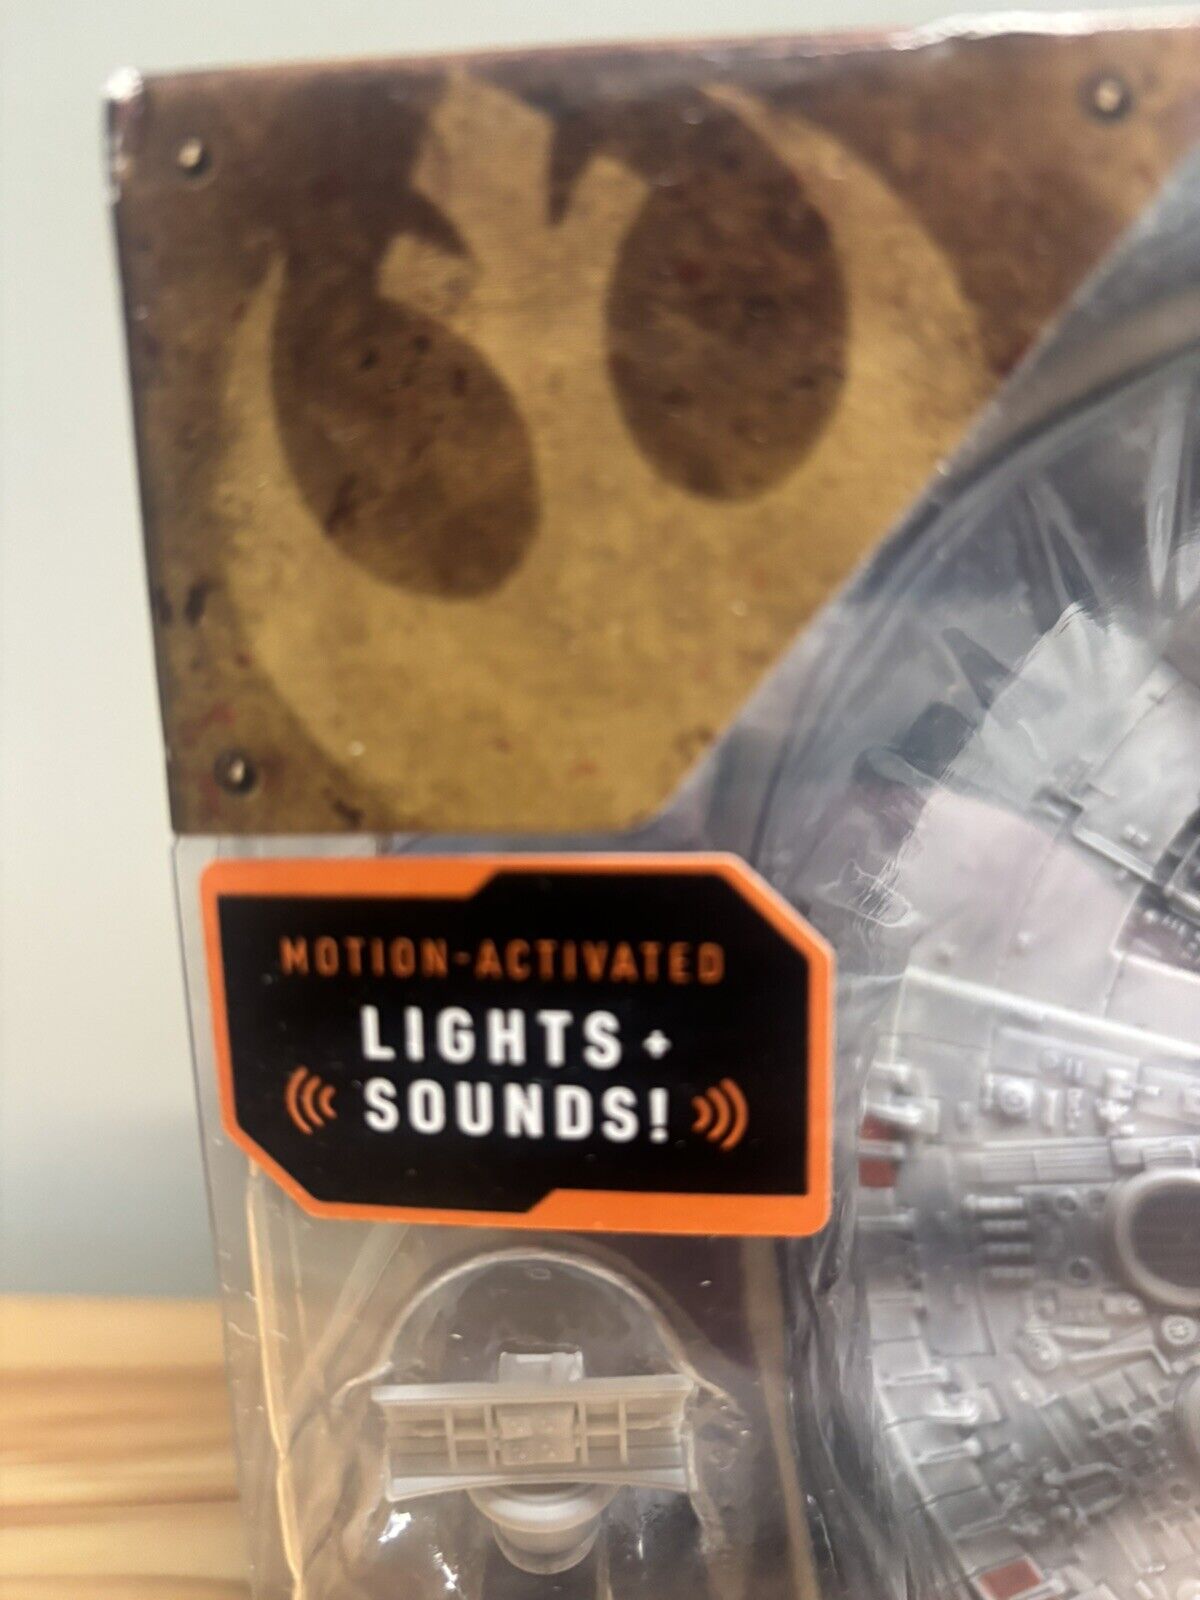 MOTION-ACTIVATED
LIGHTS +
SOUNDS!